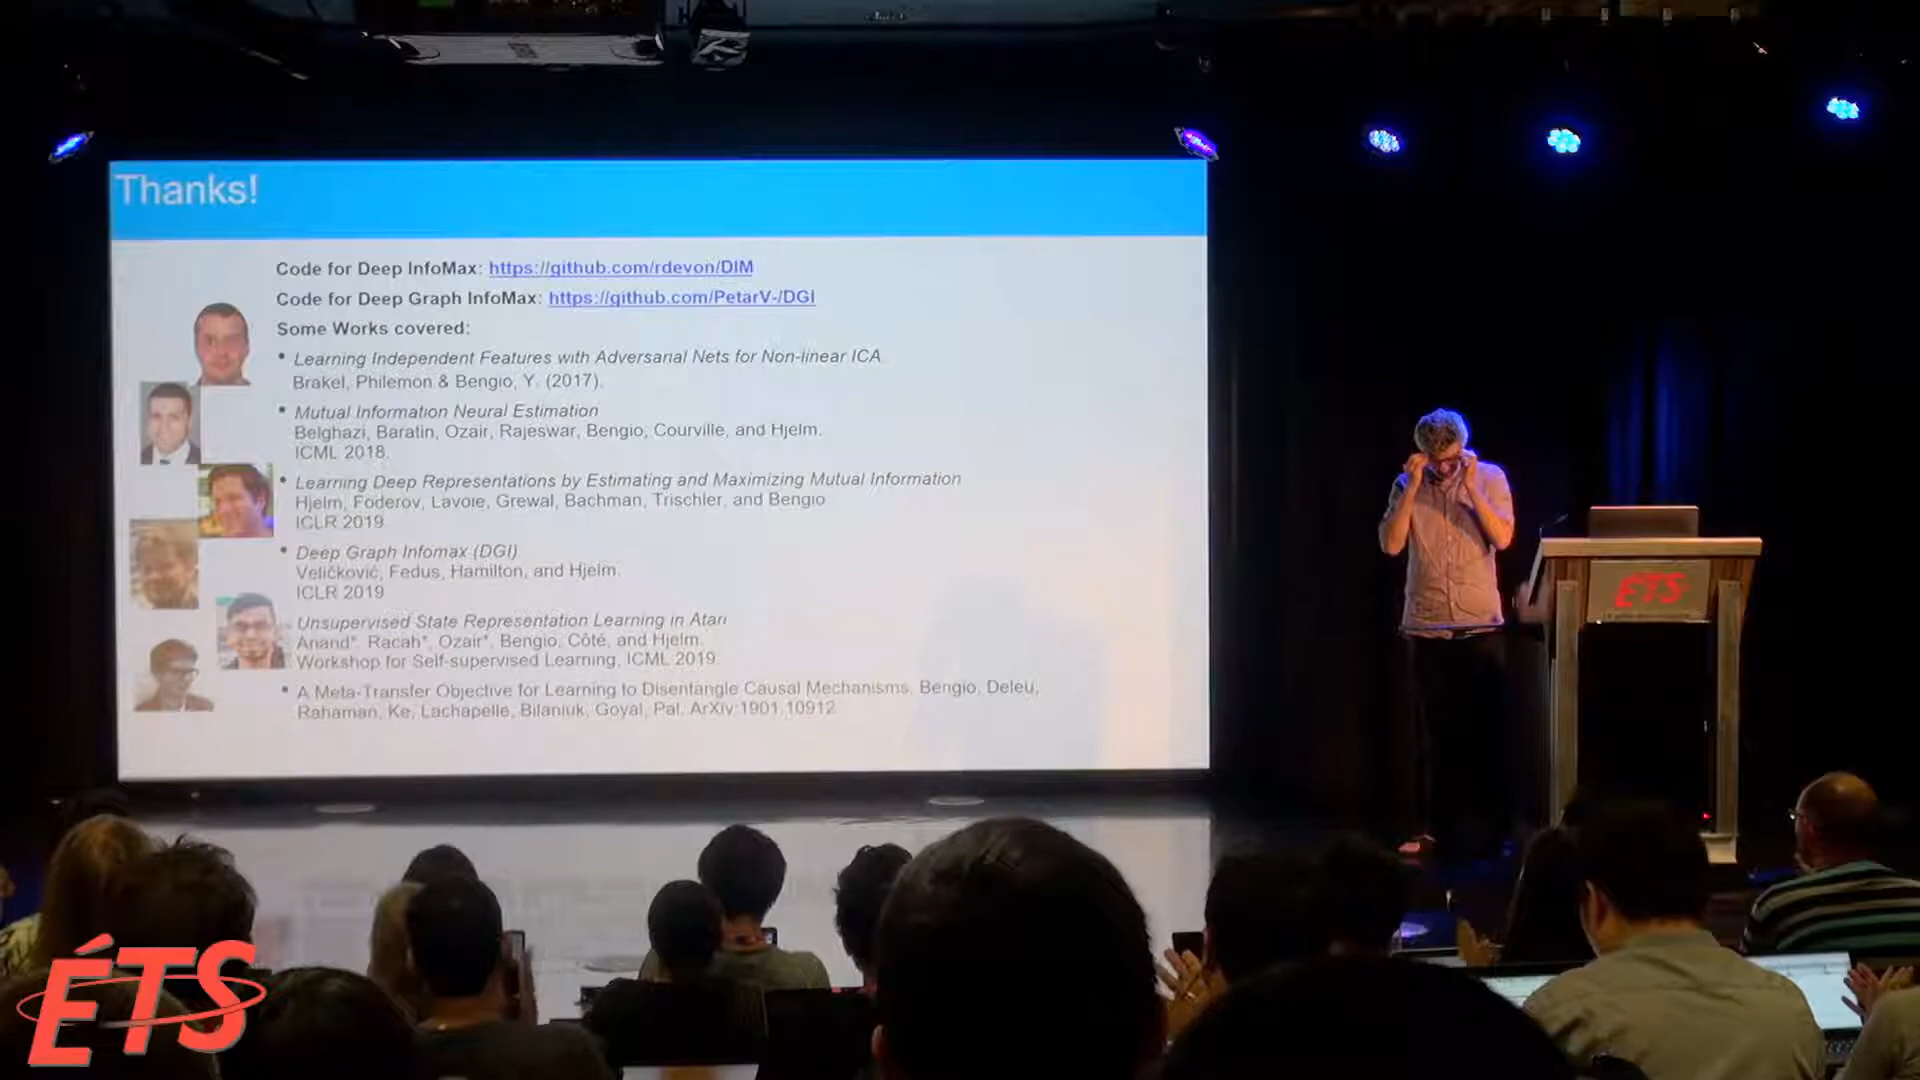 Thanks!
Code for Deep InfoMax: https://github.com/rdevon/DIM
Code for Deep Graph InfoMax: https://github.com/PetarV-/DGI
Some Works covered:
• Learning Independent Features with Adversarial Nets for Non-linear ICA
Brakel, Philemon & Bengio, Y. (2017).
• Mutual Information Neural Estimation
Belghazi, Baratin, Ozair, Rajeswar, Bengio, Courville, and Hjelm.
ICML 2018.
• Learning Deep Representations by Estimating and Maximizing Mutual Information
Hjelm, Foderov, Lavoie, Grewal, Bachman, Trischler, and Bengio
ICLR 2019
• Deep Graph Infomax (DGI)
Veličković, Fedus, Hamilton, and Hjelm.
ICLR 2019
Unsupervised State Representation Learning in Atari
Anand*, Racah*, Ozair*, Bengio, Côté, and Hjelm.
Workshop for Self-supervised Learning, ICML 2019.
• A Meta-Transfer Objective for Learning to Disentangle Causal Mechanisms. Bengio, Deleu,
Rahaman, Ke, Lachapelle, Bilaniuk, Goyal, Pal. ArXiv:1901.10912
ÉTS
ÉTS